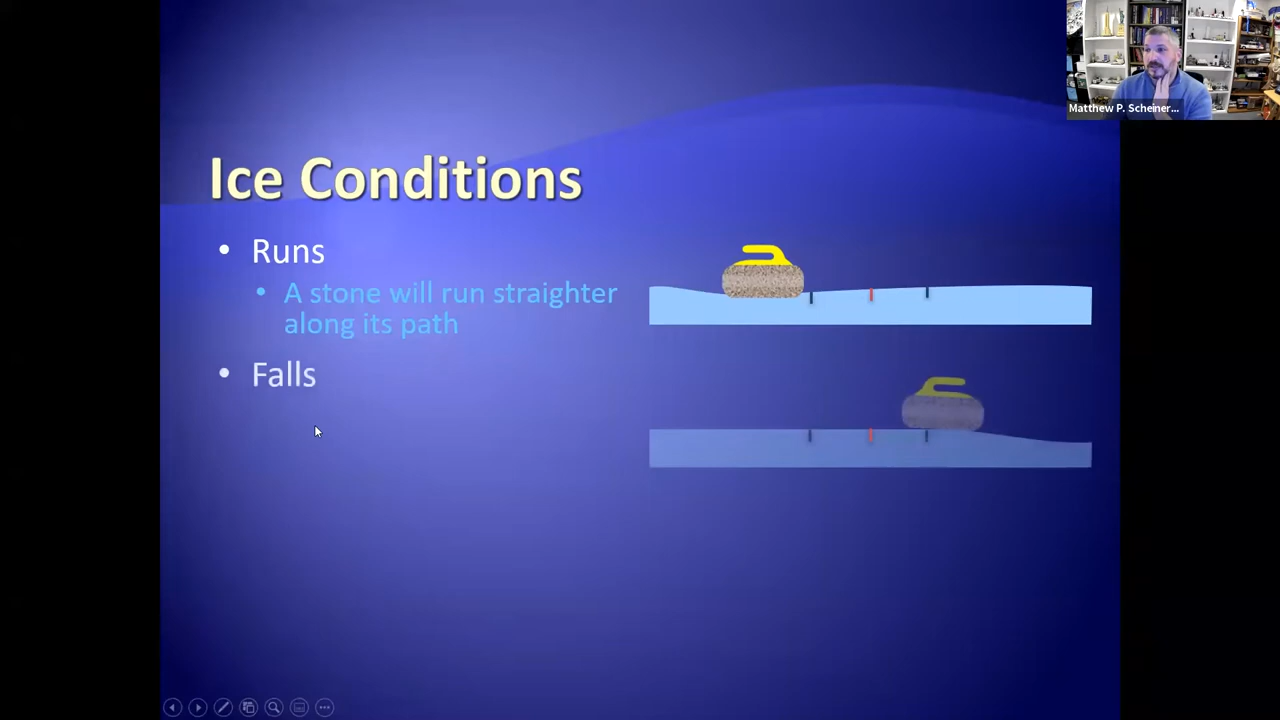 Matthew P. Scheiner...
Ice Conditions
• Runs
• A stone will run straighter
along its path
• Falls